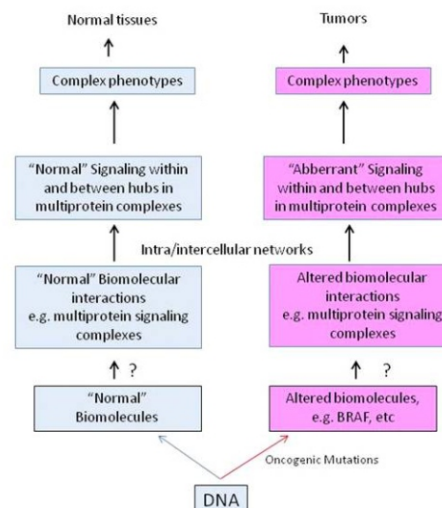 Normal tissues
Tumors
Complex phenotypes
Complex phenotypes
“Normal” Signaling within
and between hubs in
multiprotein complexes
“Abberrant” Signaling
within and between hubs
in multiprotein complexes
Intra/intercellular networks
“Normal” Biomolecular
interactions
e.g. multiprotein signaling
complexes
Altered biomolecular
interactions
e.g. multiprotein signaling
complexes
?
?
“Normal”
Biomolecules
Altered biomolecules,
e.g. BRAF, etc
Oncogenic Mutations
DNA